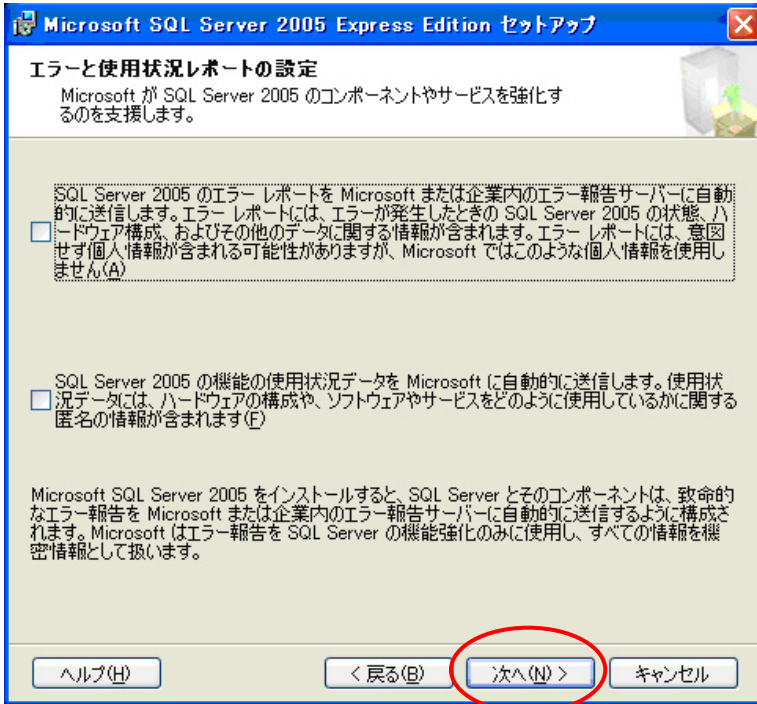 Microsoft SQL Server 2005 Express Edition セットアップ
エラーと使用状況レポートの設定
Microsoft が SQL Server 2005 のコンポーネントやサービスを強化す
るのを支援します。
SQL Server 2005 のエラー レポートを Microsoft または企業内のエラー報告サーバーに自動
的に送信します。エラー レポートには、エラーが発生したときの SQL Server 2005 の状態、ハ
ードウェア構成、およびその他のデータに関する情報が含まれます。エラー レポートには、意図
せず個人情報が含まれる可能性がありますが、Microsoft ではこのような個人情報を使用し
ません(A)
SQL Server 2005 の機能の使用状況データを Microsoft に自動的に送信します。使用状
況データには、ハードウェアの構成や、ソフトウェアやサービスをどのように使用しているかに関する
匿名の情報が含まれます(F)
Microsoft SQL Server 2005 をインストールすると、SQL Server とそのコンポーネントは、致命的
なエラー報告を Microsoft または企業内のエラー報告サーバーに自動的に送信するように構成さ
れます。Microsoft はエラー報告を SQL Server の機能強化のみに使用し、すべての情報を機
密情報として扱います。
ヘルプ(H) < 戻る(B) 次へ(N) > キャンセル